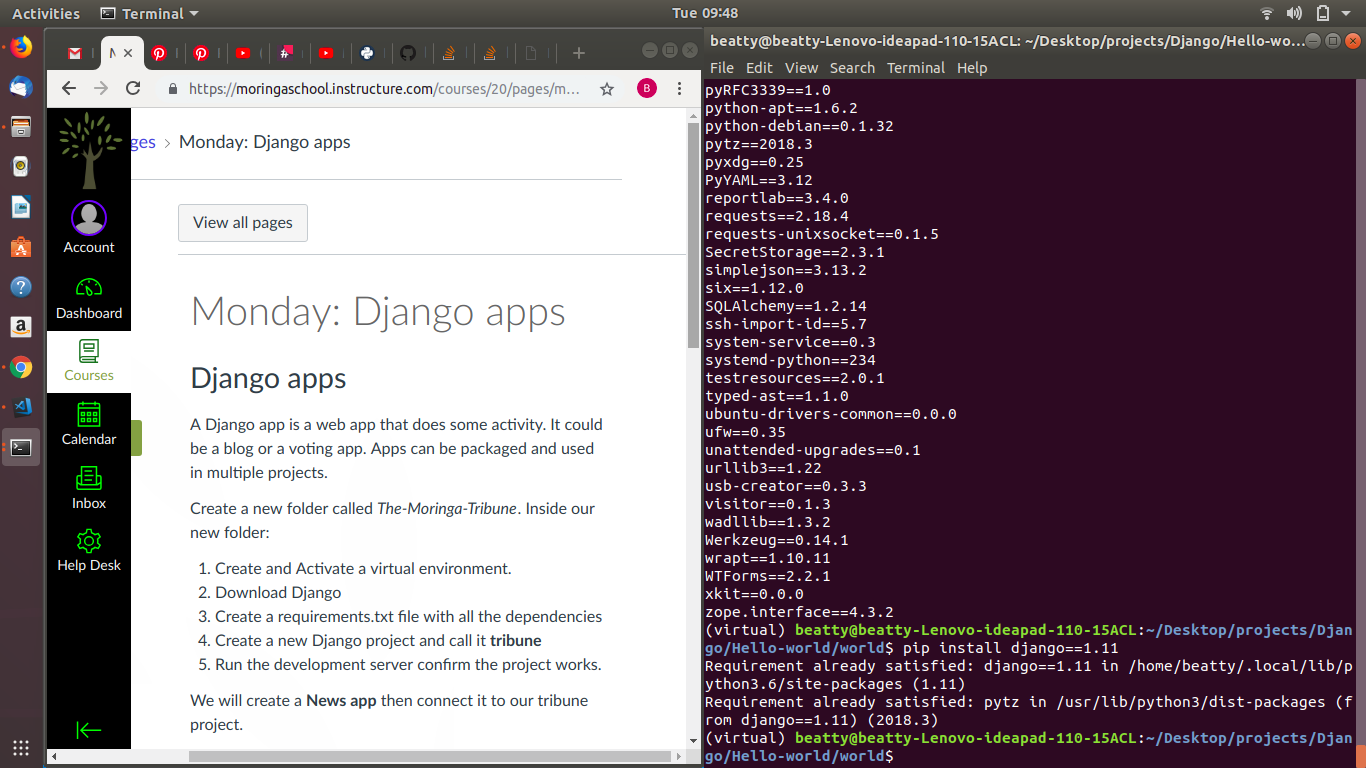 Activities
Terminal
Tue 09:48
M
https://moringaschool.instructure.com/courses/20/pages/m...
B
Account
Dashboard
Courses
Calendar
Inbox
Help Desk
ges > Monday: Django apps
View all pages
Monday: Django apps
Django apps
A Django app is a web app that does some activity. It could
be a blog or a voting app. Apps can be packaged and used
in multiple projects.
Create a new folder called The-Moringa-Tribune. Inside our
new folder:
1. Create and Activate a virtual environment.
2. Download Django
3. Create a requirements.txt file with all the dependencies
4. Create a new Django project and call it tribune
5. Run the development server confirm the project works.
We will create a News app then connect it to our tribune
project.
beatty@beatty-Lenovo-ideapad-110-15ACL: ~/Desktop/projects/Django/Hello-wo...
File Edit View Search Terminal Help
pyRFC3339==1.0
python-apt==1.6.2
python-debian==0.1.32
pytz==2018.3
pyxdg==0.25
PyYAML==3.12
reportlab==3.4.0
requests==2.18.4
requests-unixsocket==0.1.5
SecretStorage==2.3.1
simplejson==3.13.2
six==1.12.0
SQLAlchemy==1.2.14
ssh-import-id==5.7
system-service==0.3
systemd-python==234
testresources==2.0.1
typed-ast==1.1.0
ubuntu-drivers-common==0.0.0
ufw==0.35
unattended-upgrades==0.1
urllib3==1.22
usb-creator==0.3.3
visitor==0.1.3
wadllib==1.3.2
Werkzeug==0.14.1
wrapt==1.10.11
WTForms==2.2.1
xkit==0.0.0
zope.interface==4.3.2
(virtual) beatty@beatty-Lenovo-ideapad-110-15ACL:~/Desktop/projects/Djan
go/Hello-world/world$ pip install django==1.11
Requirement already satisfied: django==1.11 in /home/beatty/.local/lib/p
ython3.6/site-packages (1.11)
Requirement already satisfied: pytz in /usr/lib/python3/dist-packages (f
rom django==1.11) (2018.3)
(virtual) beatty@beatty-Lenovo-ideapad-110-15ACL:~/Desktop/projects/Djan
go/Hello-world/world$